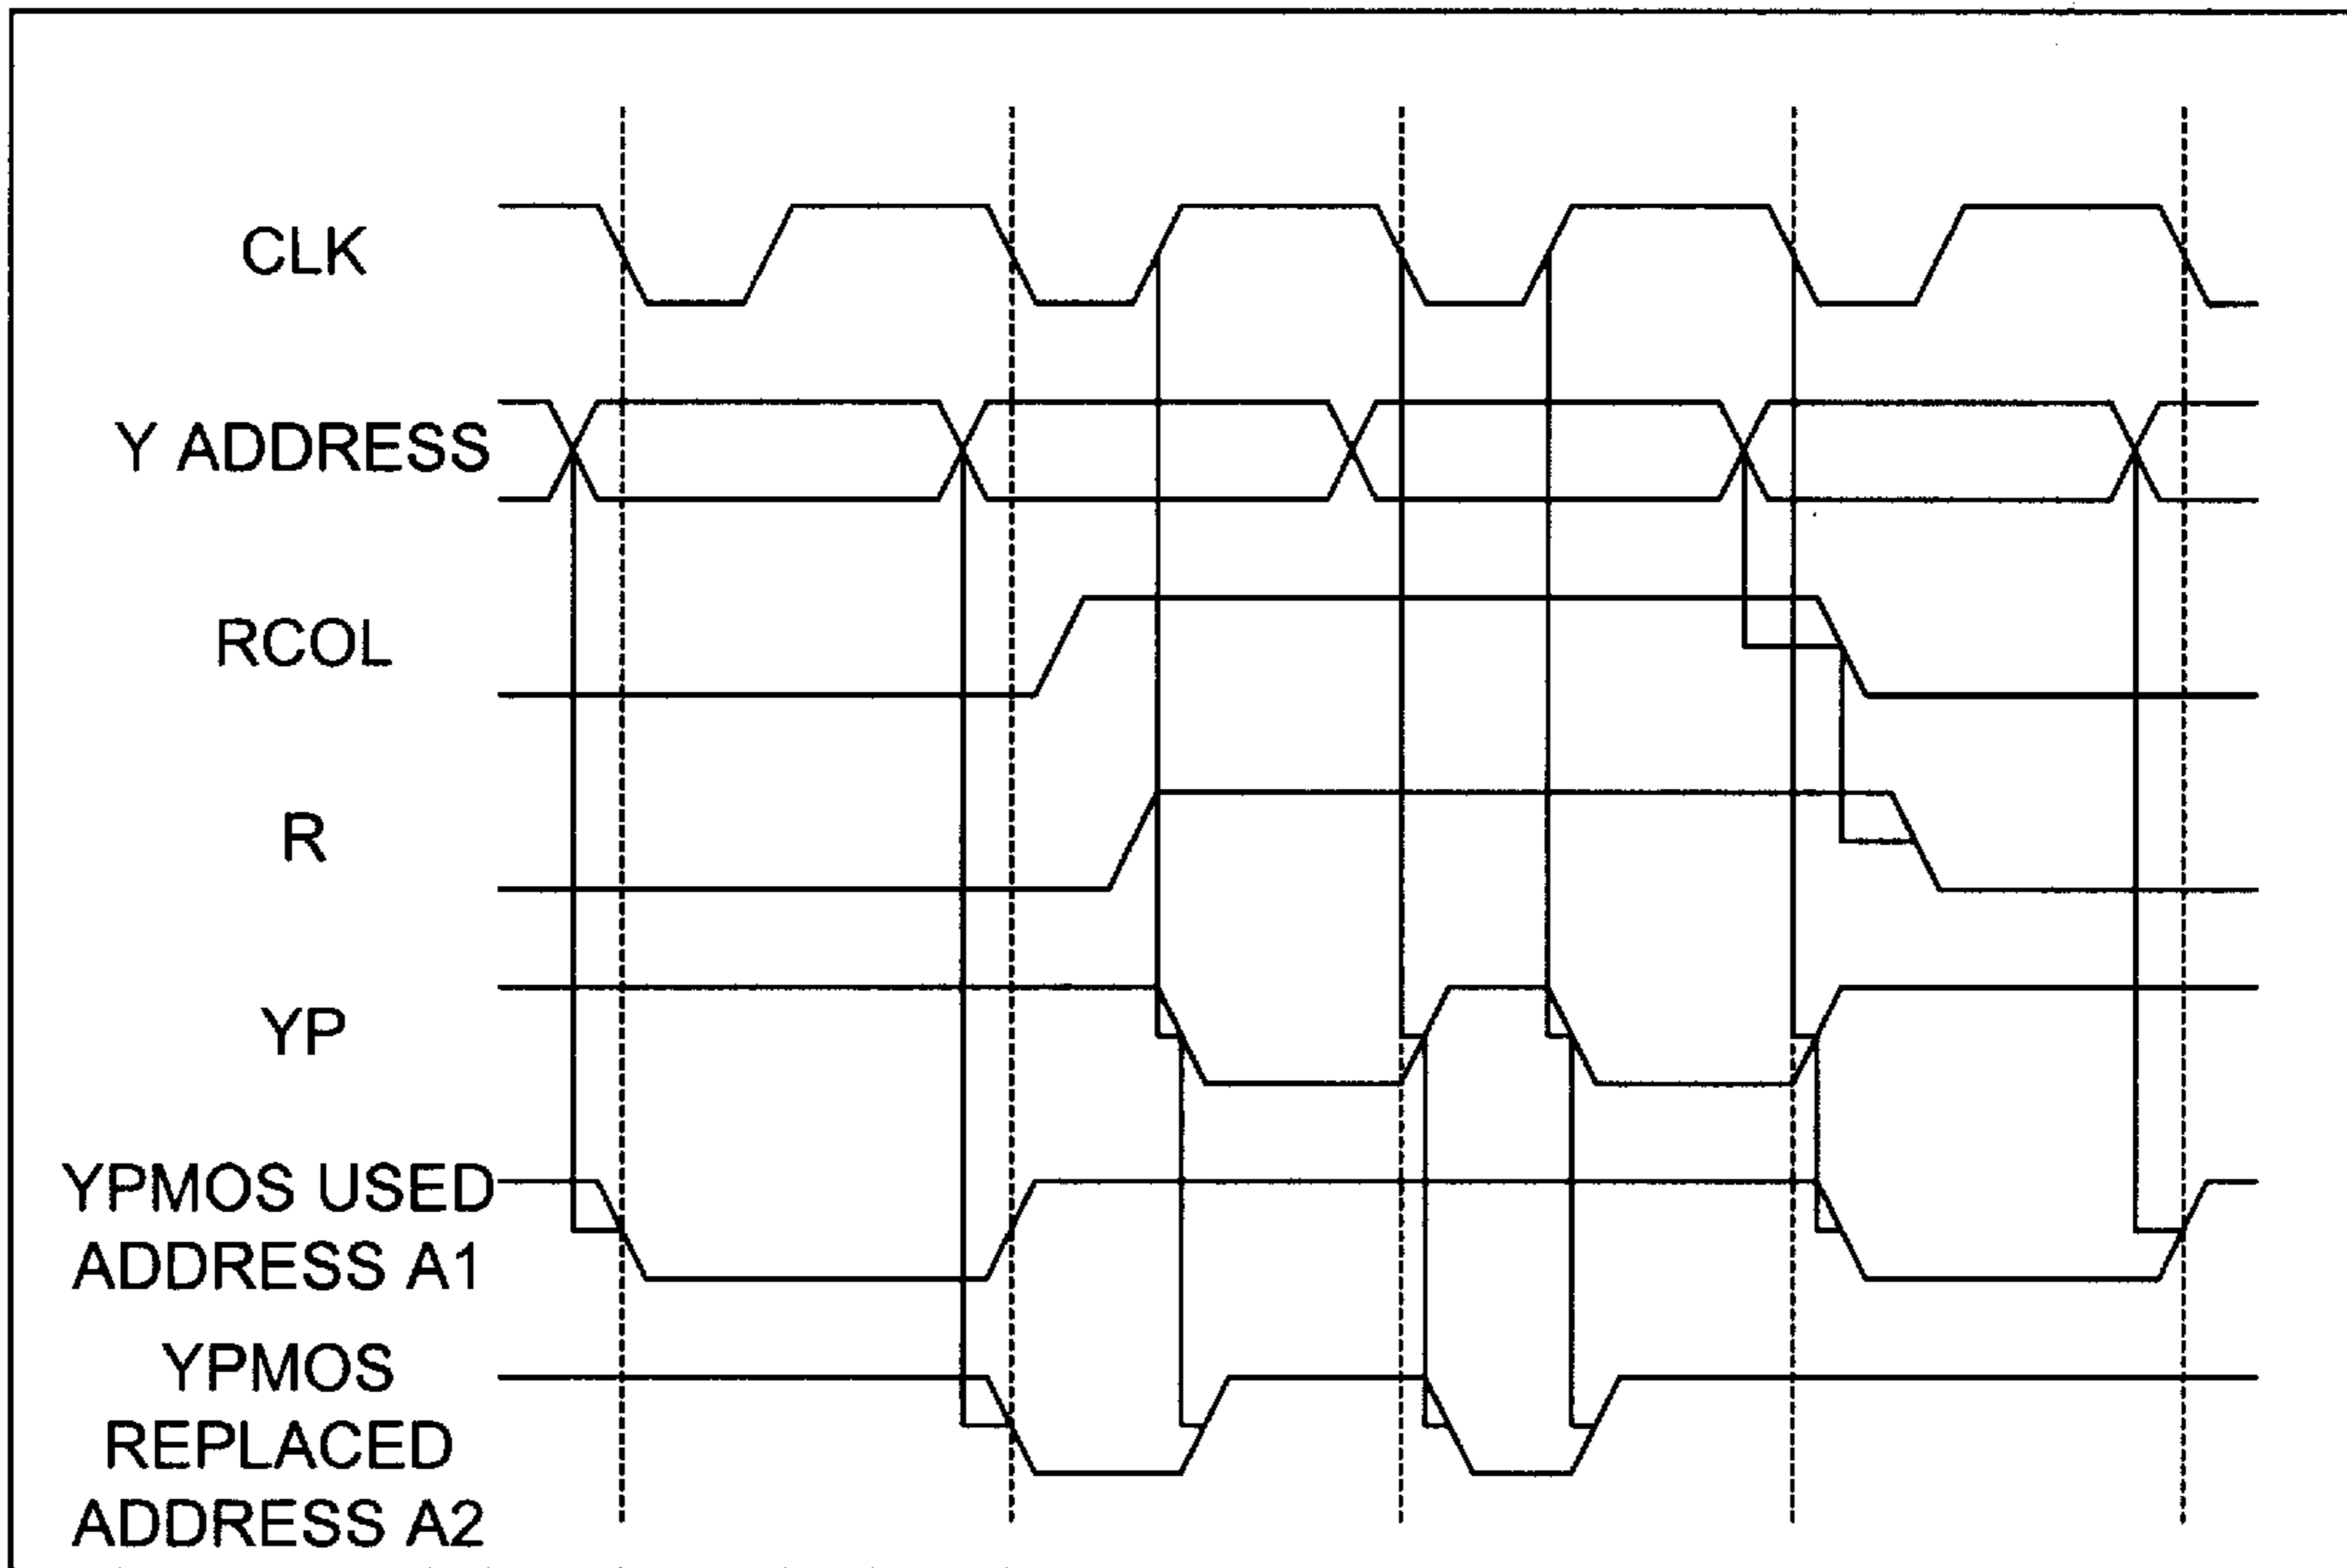 CLK
Y ADDRESS
RCOL
R
YP
YPMOS USED
ADDRESS A1
YPMOS
REPLACED
ADDRESS A2